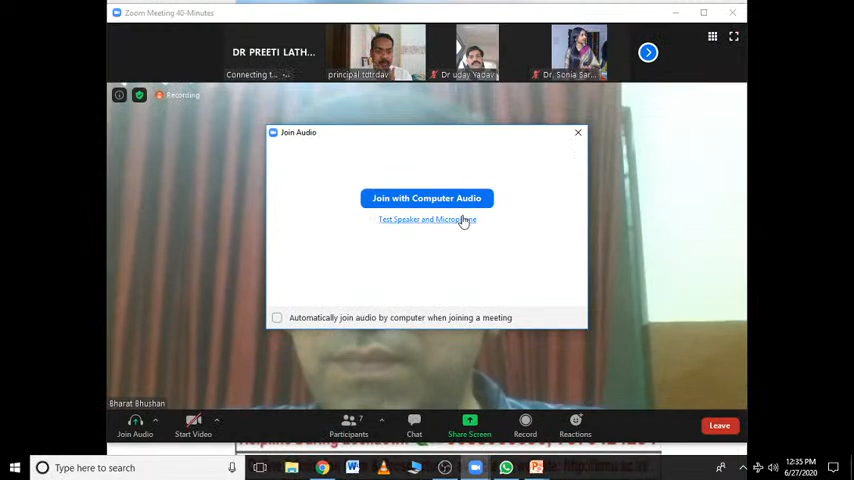 Zoom Meeting 40-Minutes
DR PREETI LATH...
Connecting t...
principal tdtrdav
Dr uday Yadav
Dr. Sonia Sar...
Recording
Join Audio
Join with Computer Audio
Test Speaker and Microphone
Automatically join audio by computer when joining a meeting
Bharat Bhushan
Join Audio
Start Video
7
Participants
Chat
Share Screen
Record
Reactions
Leave
Type here to search
12:35 PM
6/27/2020